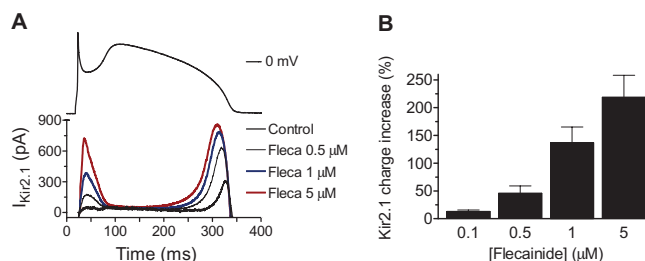 A
0 mV
I Kir2.1 (pA)
900
600
300
0
Control
Fleca 0.5 μM
Fleca 1 μM
Fleca 5 μM
0 100 200 300 400
Time (ms)
B
Kir2.1 charge increase (%)
250
200
150
100
50
0
0.1 0.5 1 5
[Flecainide] (μM)